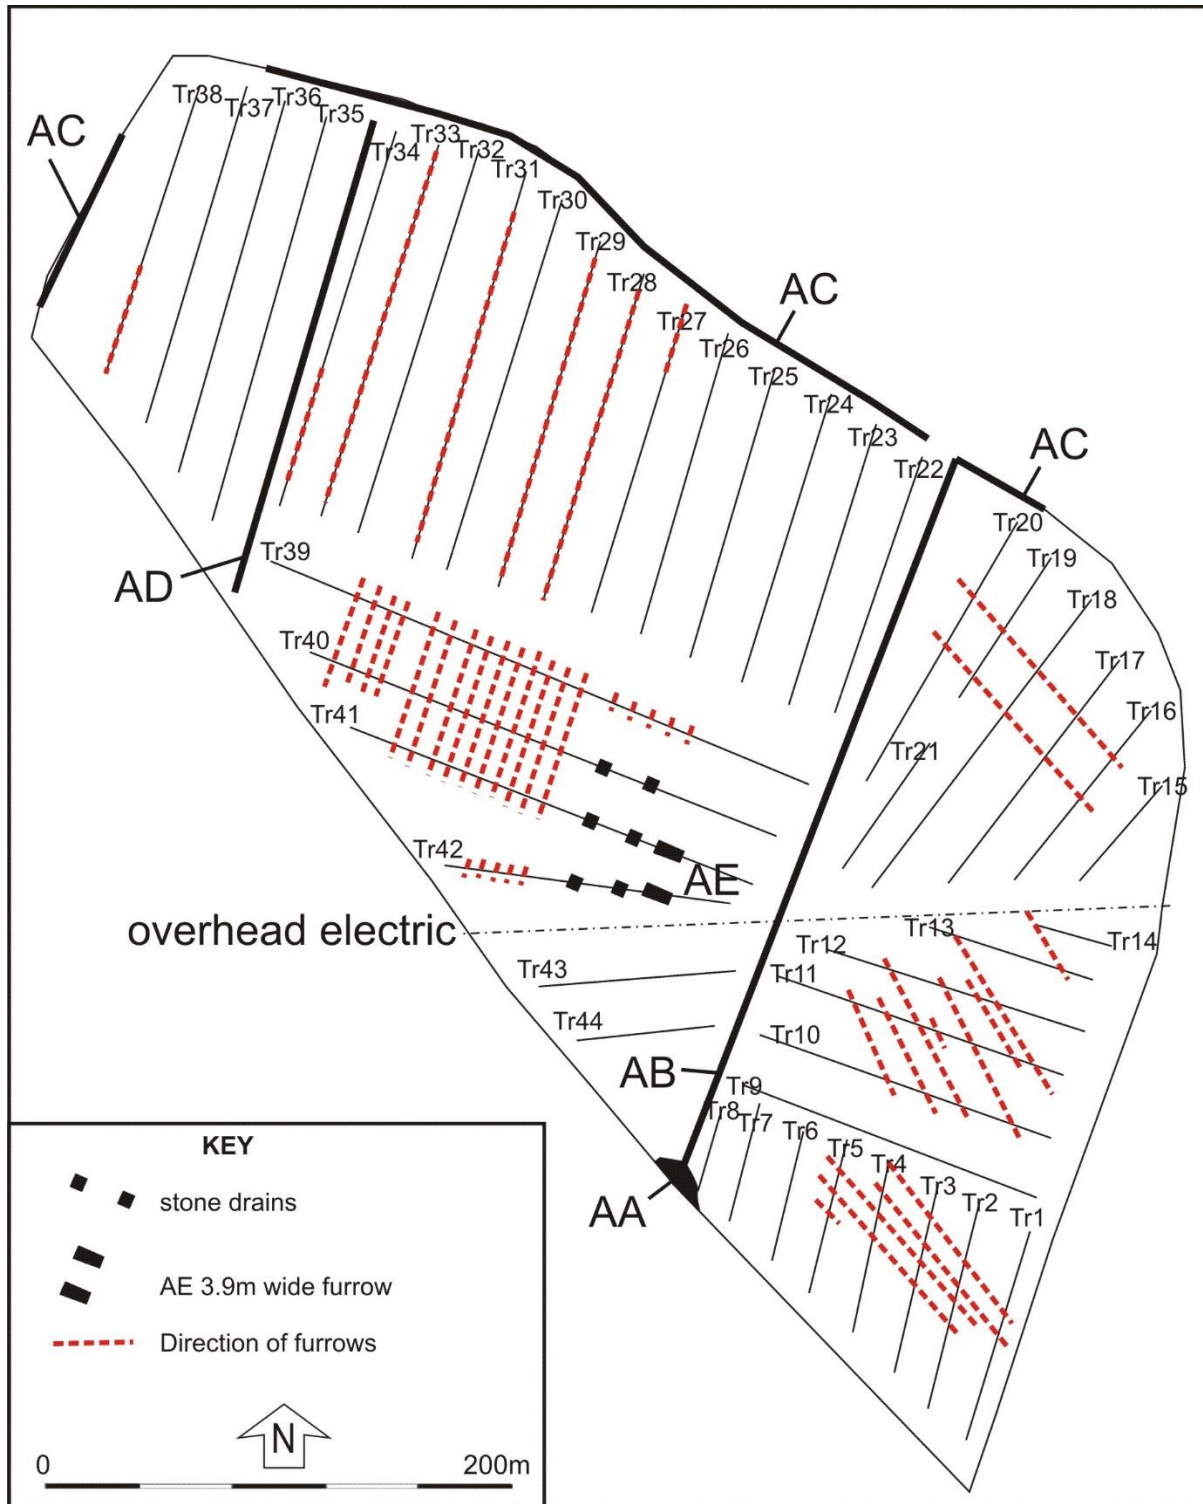 AC
Tr38
Tr37
Tr36
Tr35
Tr34
Tr33
Tr32
Tr31
Tr30
Tr29
Tr28
Tr27
Tr26
Tr25
Tr24
Tr23
Tr22
AC
AC
Tr20
Tr19
Tr18
Tr17
Tr16
Tr15
Tr21
AD
Tr39
Tr40
Tr41
Tr42
AE
overhead electric
Tr43
Tr44
Tr14
Tr13
Tr12
Tr11
Tr10
AB
Tr9
Tr8
Tr7
Tr6
Tr5
Tr4
Tr3
Tr2
Tr1
AA
KEY
stone drains
AE 3.9m wide furrow
Direction of furrows
N
0 200m